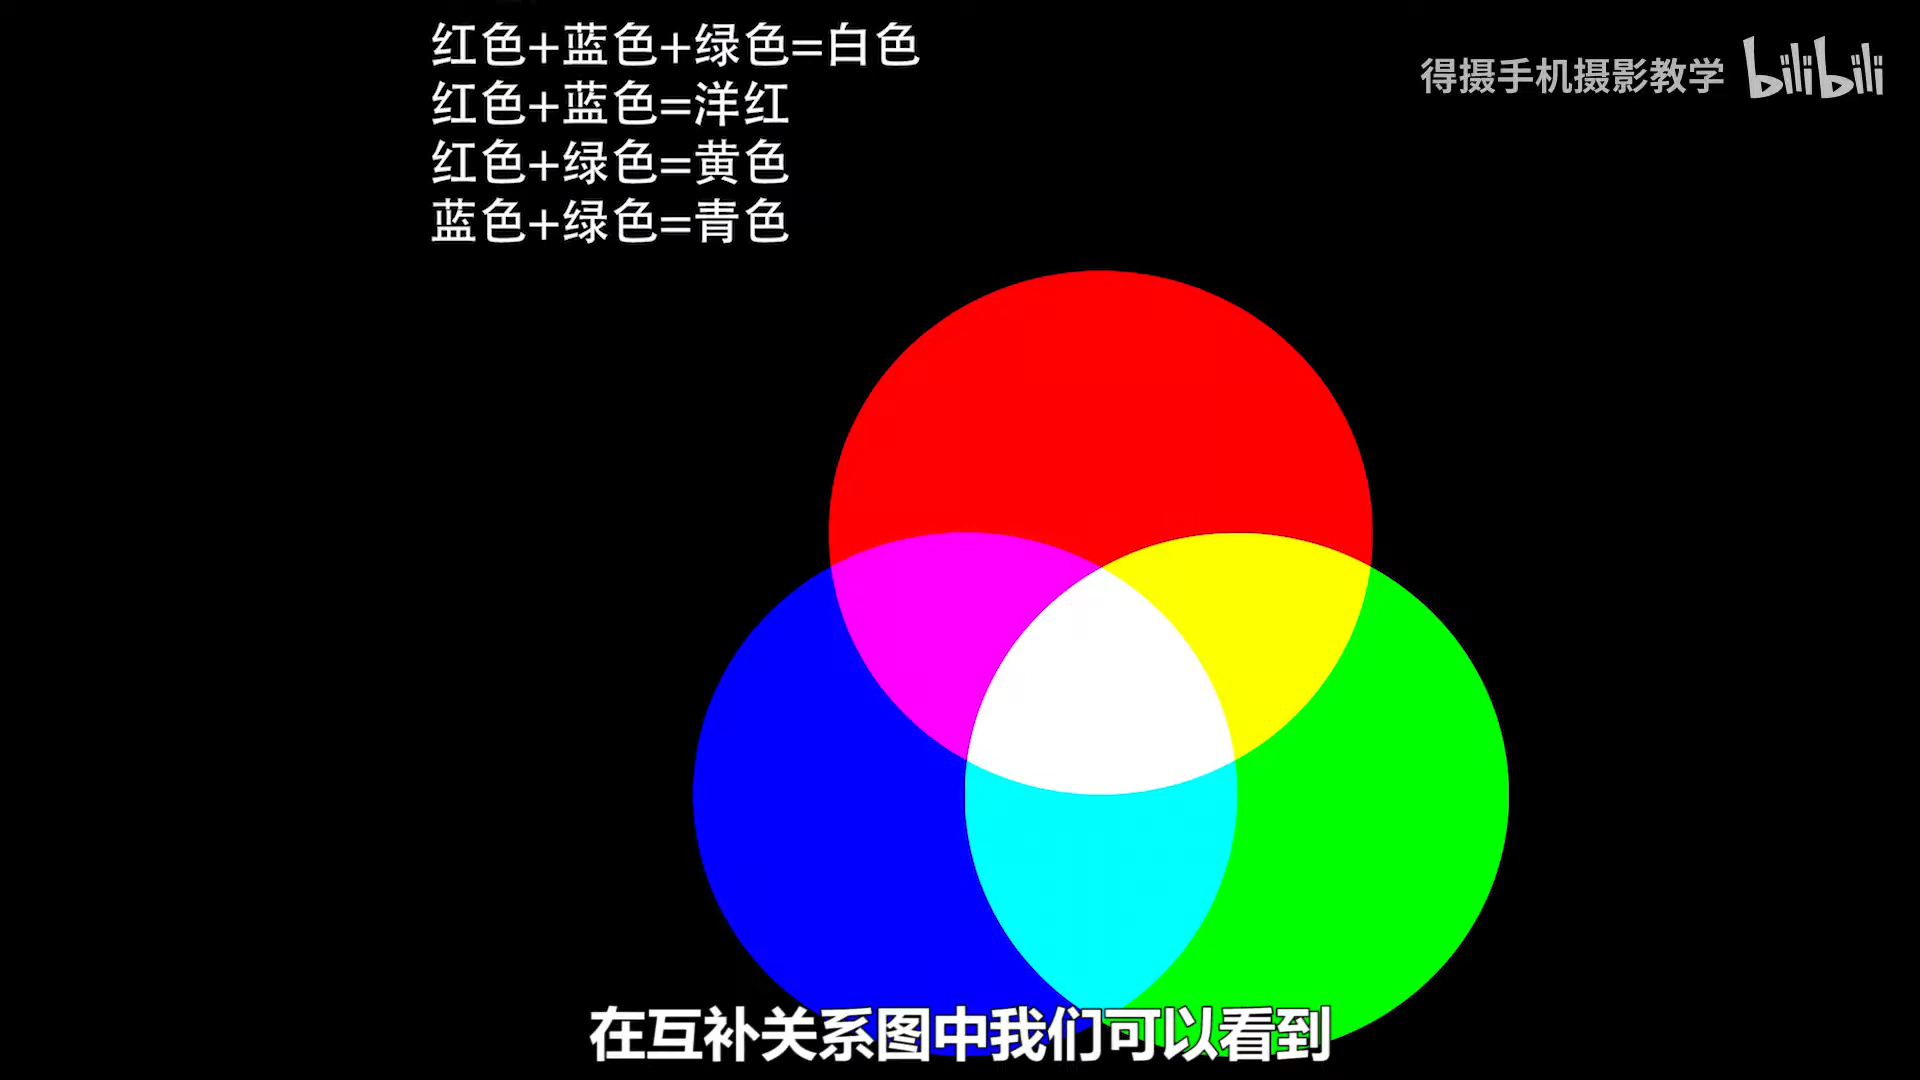 红色+蓝色+绿色=白色
红色+蓝色=洋红
红色+绿色=黄色
蓝色+绿色=青色
得摄手机摄影教学 bilibili
在互补关系图中我们可以看到